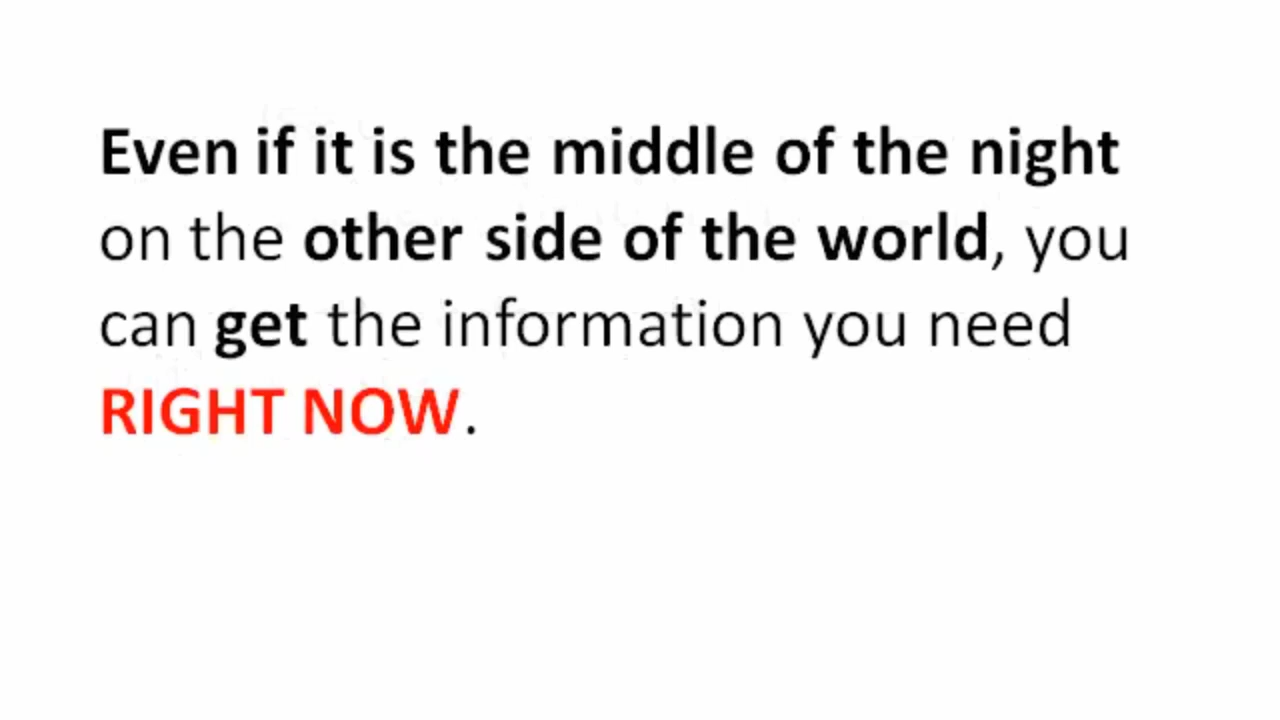 Even if it is the middle of the night
on the other side of the world, you
can get the information you need
RIGHT NOW.